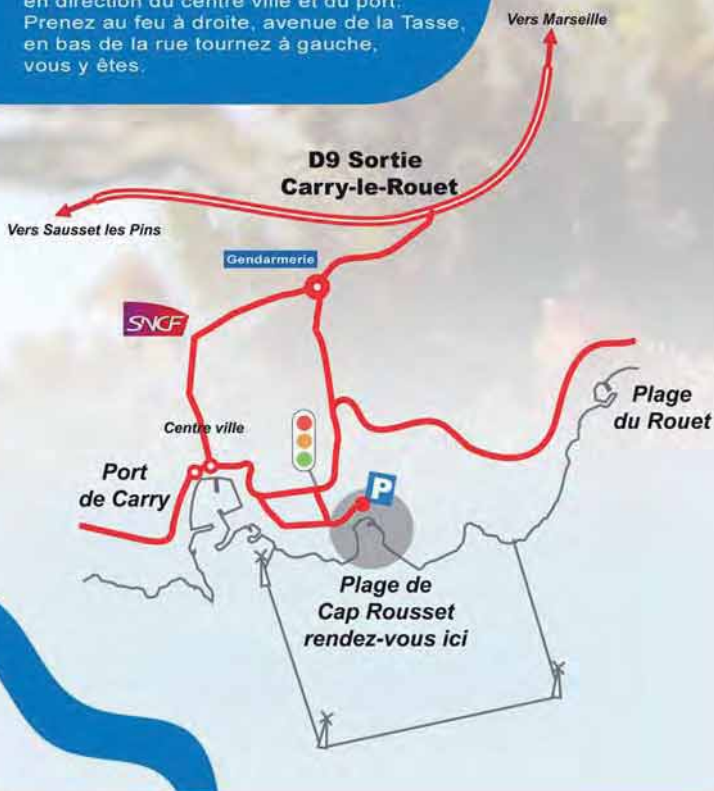 en direction du centre ville et du port.
Prenez au feu à droite, avenue de la Tasse,
en bas de la rue tournez à gauche,
vous y êtes.
Vers Marseille
D9 Sortie
Carry-le-Rouet
Vers Sausset les Pins
Gendarmerie
SNCF
Plage
du Rouet
Centre ville
Port
de Carry
P
Plage de
Cap Rousset
rendez-vous ici